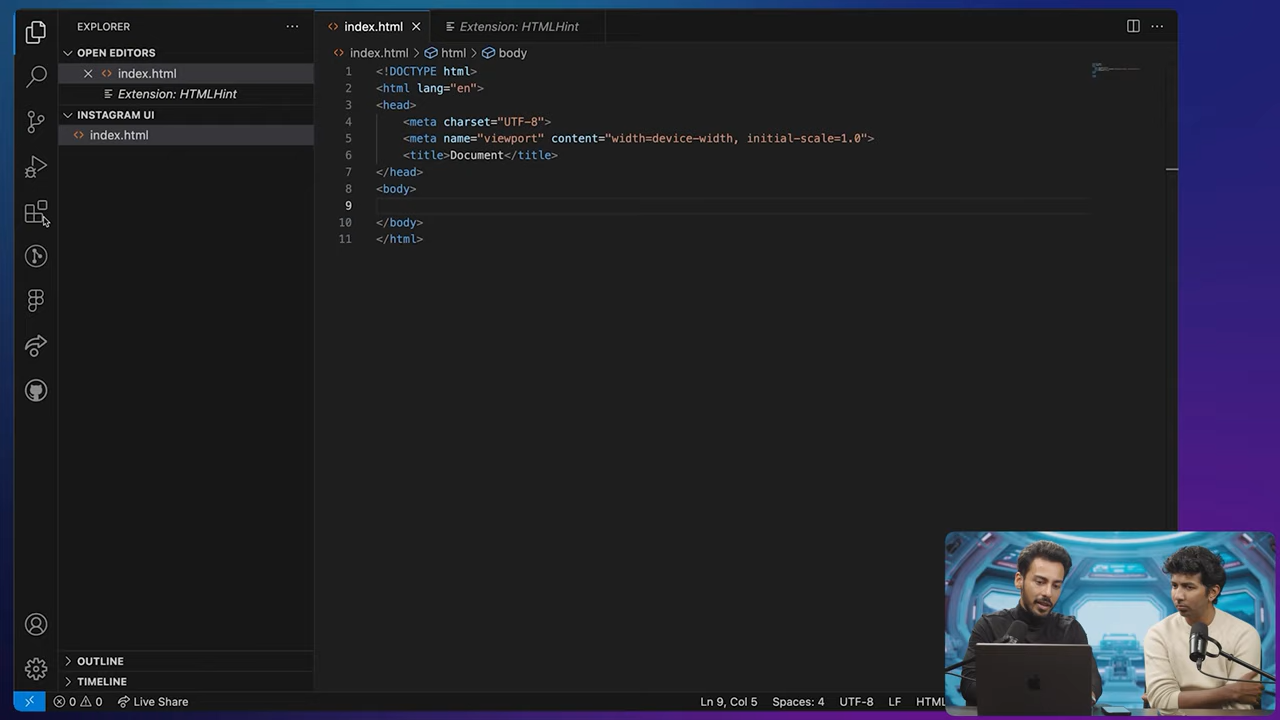 EXPLORER
OPEN EDITORS
index.html
Extension: HTMLHint
INSTAGRAM UI
index.html
OUTLINE
TIMELINE
index.html
Extension: HTMLHint
index.html html body
1 <!DOCTYPE html>
2 <html lang="en">
3 <head>
4 <meta charset="UTF-8">
5 <meta name="viewport" content="width=device-width, initial-scale=1.0">
6 <title>Document</title>
7 </head>
8 <body>
9
10 </body>
11 </html>
0 0 Live Share
Ln 9, Col 5 Spaces: 4 UTF-8 LF HTML